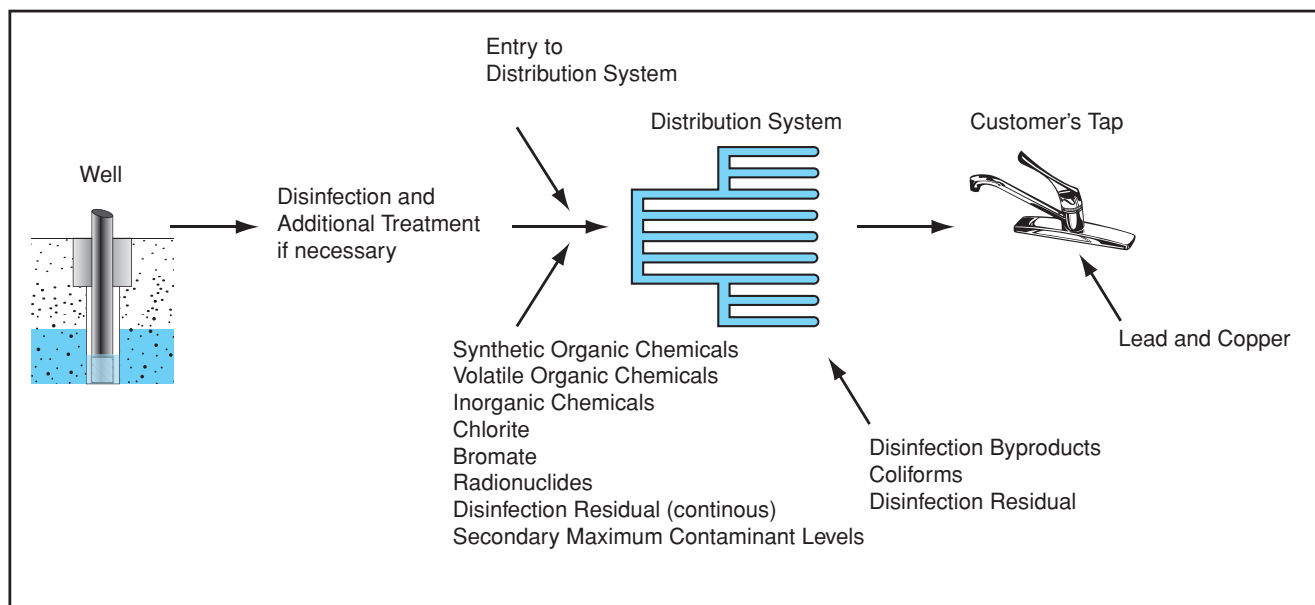 Entry to
Distribution System
Distribution System
Customer's Tap
Well
Disinfection and
Additional Treatment
if necessary
Lead and Copper
Synthetic Organic Chemicals
Volatile Organic Chemicals
Inorganic Chemicals
Chlorite
Bromate
Radionuclides
Disinfection Residual (continous)
Secondary Maximum Contaminant Levels
Disinfection Byproducts
Coliforms
Disinfection Residual